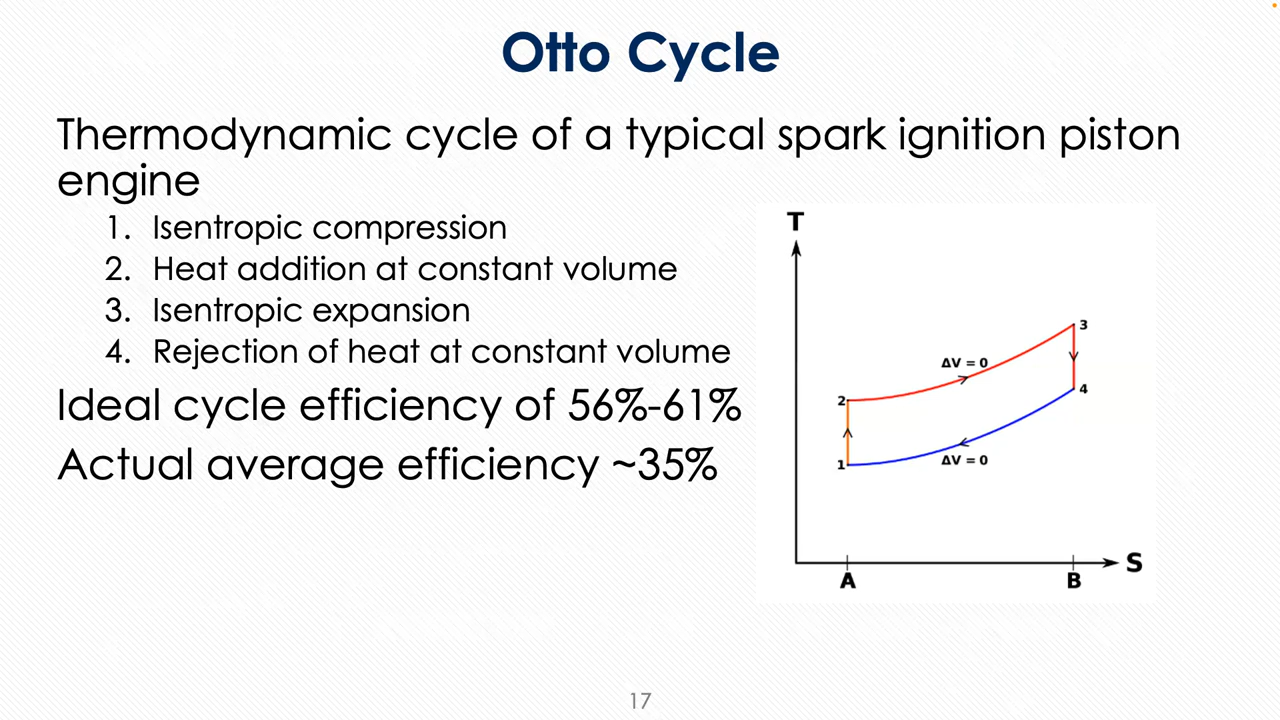 Otto Cycle
Thermodynamic cycle of a typical spark ignition piston
engine
1. Isentropic compression
2. Heat addition at constant volume
3. Isentropic expansion
4. Rejection of heat at constant volume
Ideal cycle efficiency of 56%-61%
Actual average efficiency ~35%
T
3
ΔV = 0
4
2
1
ΔV = 0
S
A
B
17